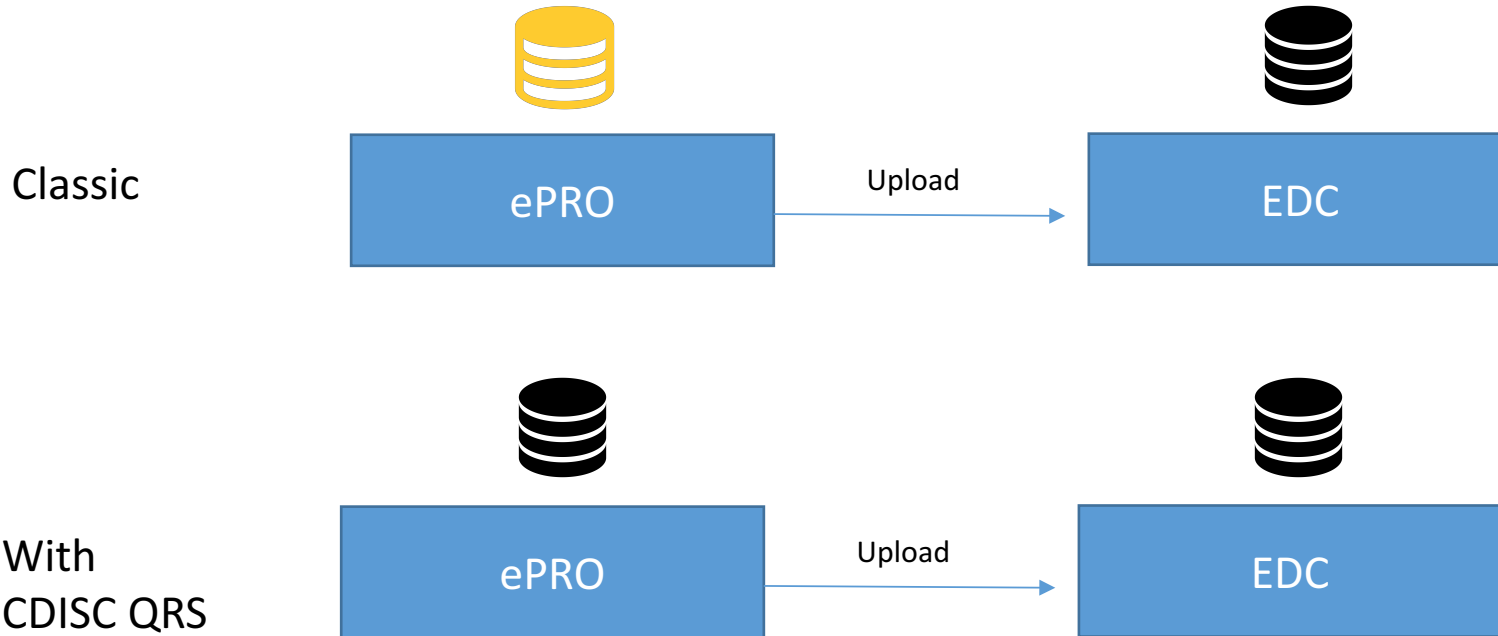 Classic
ePRO
Upload
EDC
With
CDISC QRS
ePRO
Upload
EDC